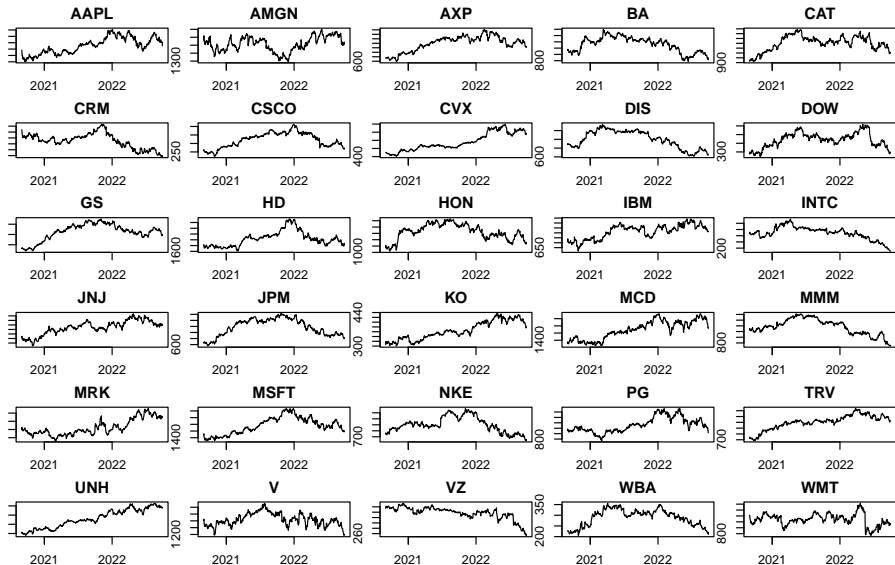 AAPL AMGN AXP BA CAT
1300 600 800 900
2021 2022 2021 2022 2021 2022 2021 2022 2021 2022
CRM CSCO CVX DIS DOW
250 400 600 300
2021 2022 2021 2022 2021 2022 2021 2022 2021 2022
GS HD HON IBM INTC
1600 1000 650 200
2021 2022 2021 2022 2021 2022 2021 2022 2021 2022
JNJ JPM KO MCD MMM
600 300 440 1400 800
2021 2022 2021 2022 2021 2022 2021 2022 2021 2022
MRK MSFT NKE PG TRV
1400 700 800 700
2021 2022 2021 2022 2021 2022 2021 2022 2021 2022
UNH V VZ WBA WMT
1200 260 200 350 800
2021 2022 2021 2022 2021 2022 2021 2022 2021 2022